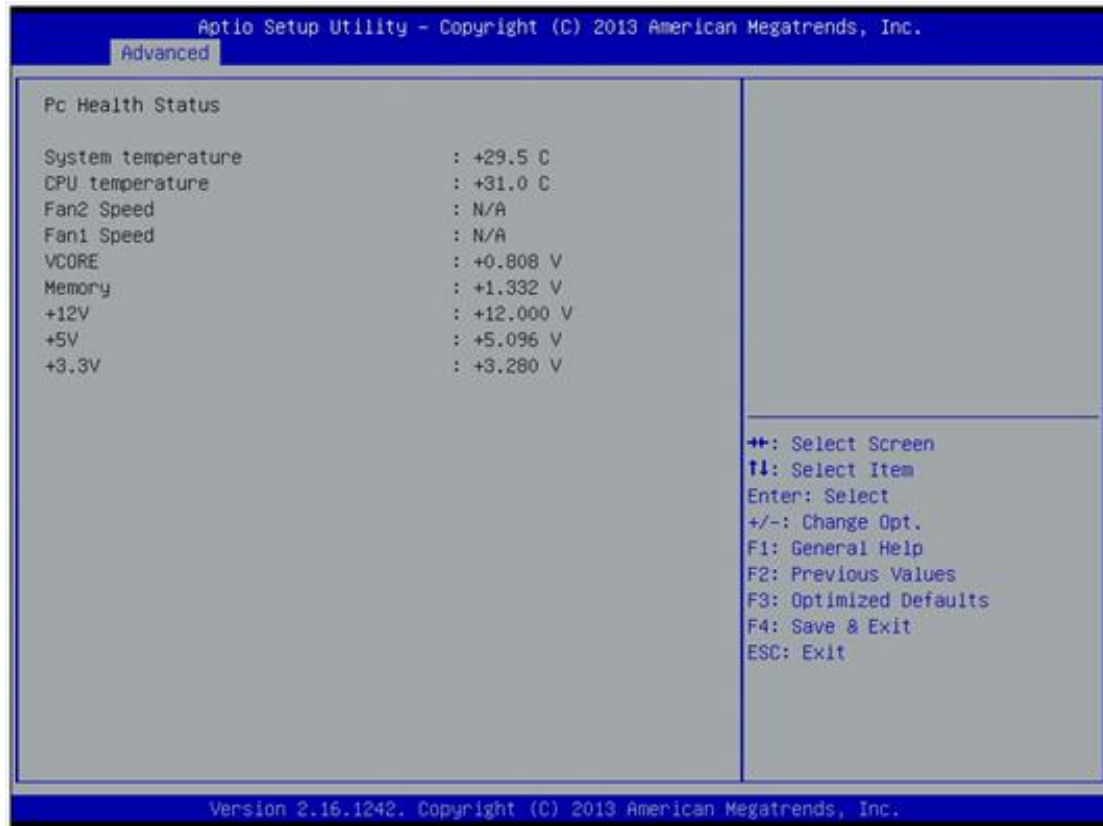 Aptio Setup Utility – Copyright (C) 2013 American Megatrends, Inc.
Advanced
Pc Health Status
System temperature : +29.5 C
CPU temperature : +31.0 C
Fan2 Speed : N/A
Fan1 Speed : N/A
VCORE : +0.808 V
Memory : +1.332 V
+12V : +12.000 V
+5V : +5.096 V
+3.3V : +3.280 V
→←: Select Screen
↑↓: Select Item
Enter: Select
+/-: Change Opt.
F1: General Help
F2: Previous Values
F3: Optimized Defaults
F4: Save & Exit
ESC: Exit
Version 2.16.1242. Copyright (C) 2013 American Megatrends, Inc.